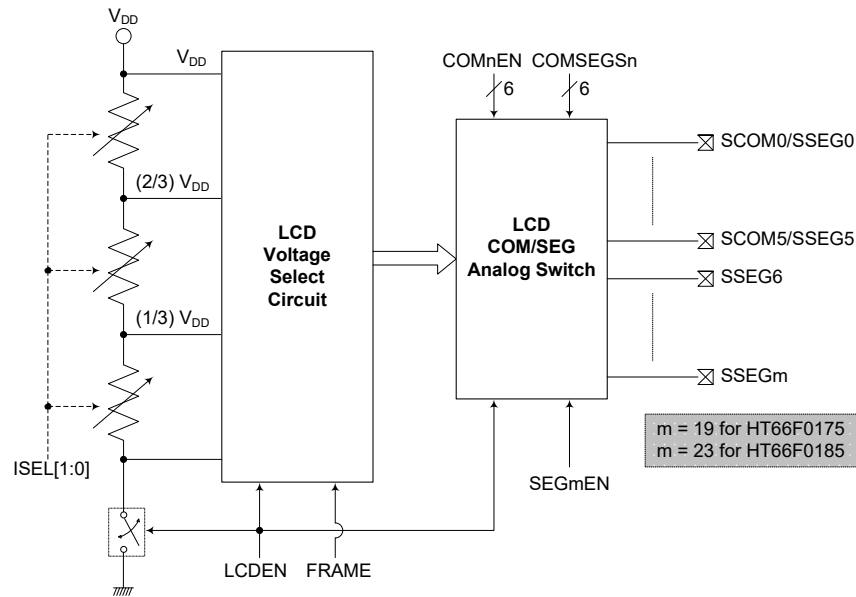 VDD
VDD
(2/3) VDD
(1/3) VDD
ISEL[1:0]
LCD
Voltage
Select
Circuit
LCDEN
FRAME
COMnEN
6
COMSEGSn
6
LCD
COM/SEG
Analog Switch
SEGmEN
SCOM0/SSEG0
SCOM5/SSEG5
SSEG6
SSEGm
m = 19 for HT66F0175
m = 23 for HT66F0185